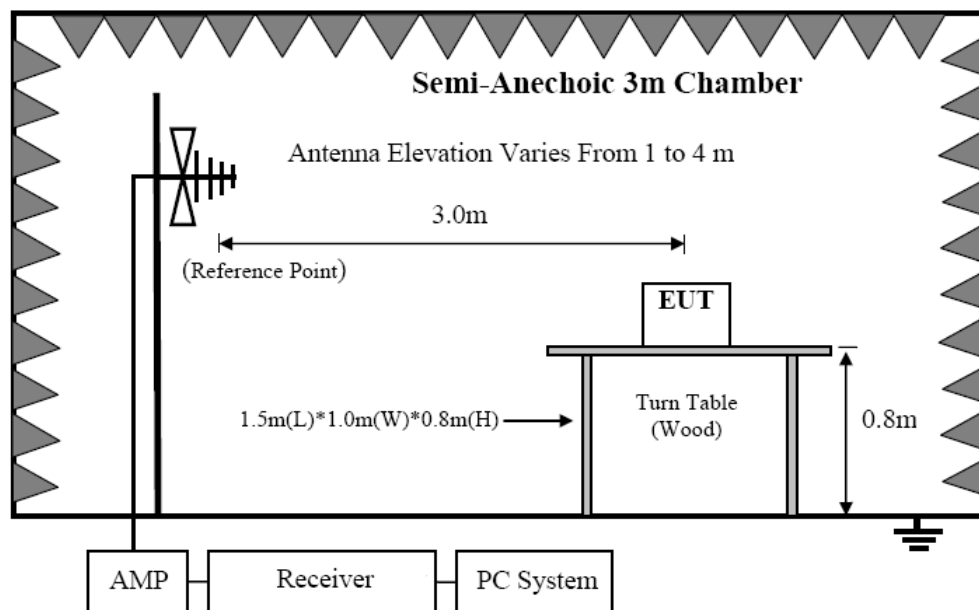 Semi-Anechoic 3m Chamber
Antenna Elevation Varies From 1 to 4 m
3.0m
(Reference Point)
EUT
1.5m(L)*1.0m(W)*0.8m(H)
Turn Table
(Wood)
0.8m
AMP
Receiver
PC System